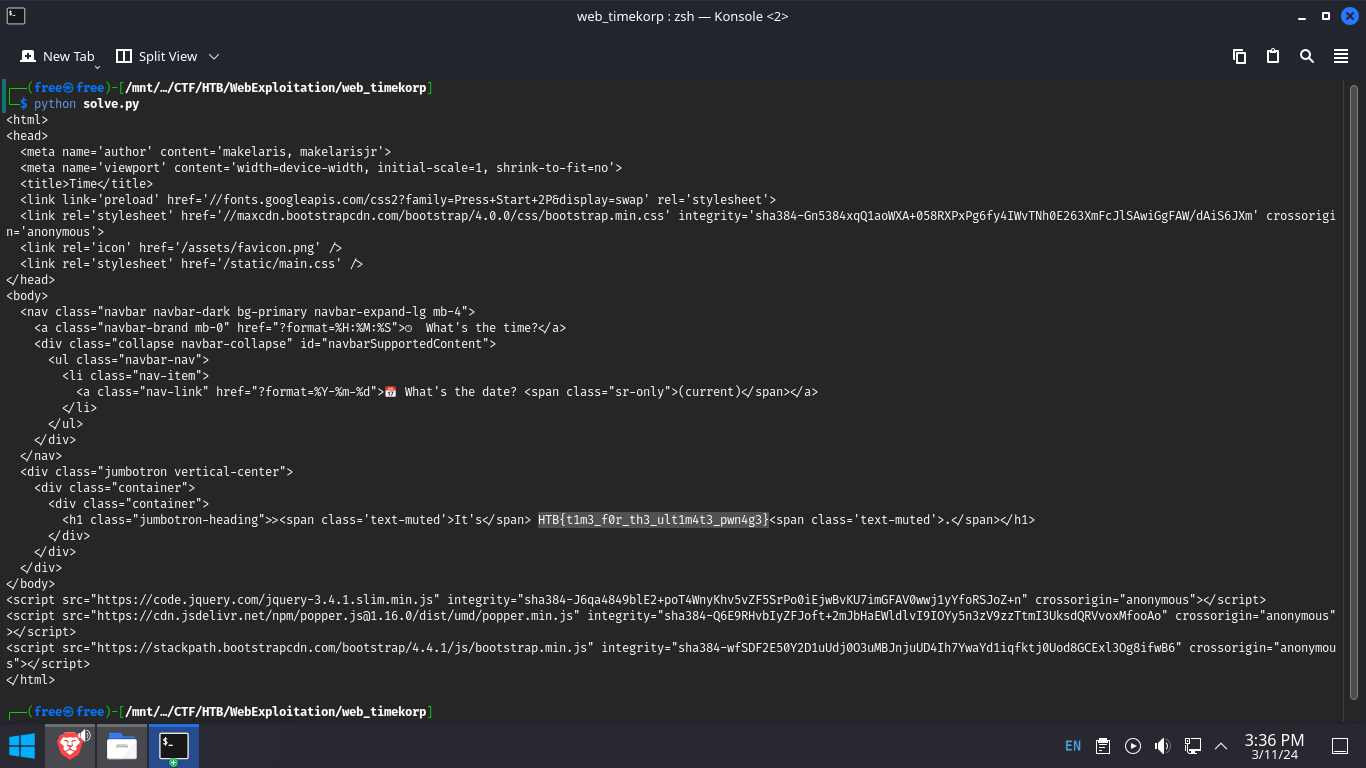 web_timekorp : zsh — Konsole <2>
New Tab Split View
┌──(free㉿free)-[/mnt/…/CTF/HTB/WebExploitation/web_timekorp]
└─$ python solve.py
<html>
<head>
  <meta name='author' content='makelaris, makelarisjr'>
  <meta name='viewport' content='width=device-width, initial-scale=1, shrink-to-fit=no'>
  <title>Time</title>
  <link link='preload' href='//fonts.googleapis.com/css2?family=Press+Start+2P&display=swap' rel='stylesheet'>
  <link rel='stylesheet' href='//maxcdn.bootstrapcdn.com/bootstrap/4.0.0/css/bootstrap.min.css' integrity='sha384-Gn5384xqQ1aoWXA+058RXPxPg6fy4IWvTNh0E263XmFcJlSAwiGgFAW/dAiS6JXm' crossorigi
n='anonymous'>
  <link rel='icon' href='/assets/favicon.png' />
  <link rel='stylesheet' href='/static/main.css' />
</head>
<body>
  <nav class="navbar navbar-dark bg-primary navbar-expand-lg mb-4">
    <a class="navbar-brand mb-0" href="?format=%H:%M:%S">⏰ What's the time?</a>
    <div class="collapse navbar-collapse" id="navbarSupportedContent">
      <ul class="navbar-nav">
        <li class="nav-item">
          <a class="nav-link" href="?format=%Y-%m-%d">📅 What's the date? <span class="sr-only">(current)</span></a>
        </li>
      </ul>
    </div>
  </nav>
  <div class="jumbotron vertical-center">
    <div class="container">
      <div class="container">
        <h1 class="jumbotron-heading">><span class='text-muted'>It's</span> HTB{t1m3_f0r_th3_ult1m4t3_pwn4g3}<span class='text-muted'>.</span></h1>
      </div>
    </div>
  </div>
</body>
<script src="https://code.jquery.com/jquery-3.4.1.slim.min.js" integrity="sha384-J6qa4849blE2+poT4WnyKhv5vZF5SrPo0iEjwBvKU7imGFAV0wwj1yYfoRSJoZ+n" crossorigin="anonymous"></script>
<script src="https://cdn.jsdelivr.net/npm/popper.js@1.16.0/dist/umd/popper.min.js" integrity="sha384-Q6E9RHvbIyZFJoft+2mJbHaEWldlvI9IOYy5n3zV9zzTtmI3UksdQRVvoxMfooAo" crossorigin="anonymous"
></script>
<script src="https://stackpath.bootstrapcdn.com/bootstrap/4.4.1/js/bootstrap.min.js" integrity="sha384-wfSDF2E50Y2D1uUdj0O3uMBJnjuUD4Ih7YwaYd1iqfktj0Uod8GCExl3Og8ifwB6" crossorigin="anonymou
s"></script>
</html>
┌──(free㉿free)-[/mnt/…/CTF/HTB/WebExploitation/web_timekorp]
EN
3:36 PM
3/11/24